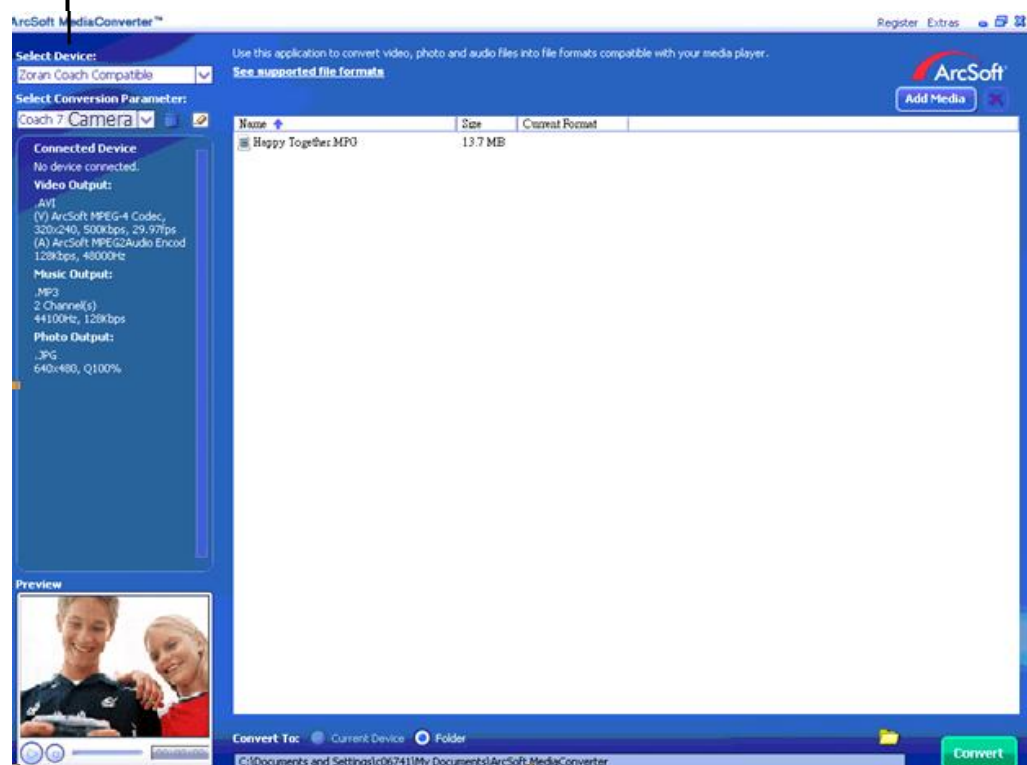 ArcSoft MediaConverter™
Register Extras
Select Device:
Zoran Coach Compatible
Select Conversion Parameter:
Coach 7 Camera
Use this application to convert video, photo and audio files into file formats compatible with your media player.
See supported file formats
ArcSoft
Add Media
Name Size Current Format
Happy Together.MPG 13.7 MB
Connected Device
No device connected.
Video Output:
.AVI
(V) ArcSoft MPEG-4 Codec,
320x240, 500Kbps, 29.97fps
(A) ArcSoft MPEG2Audio Encod
128Kbps, 48000Hz
Music Output:
.MP3
2 Channel(s)
44100Hz, 128Kbps
Photo Output:
.JPG
640x480, Q100%
Preview
00:00:00
Convert To: Current Device Folder
C:\Documents and Settings\c06741\My Documents\ArcSoft MediaConverter
Convert